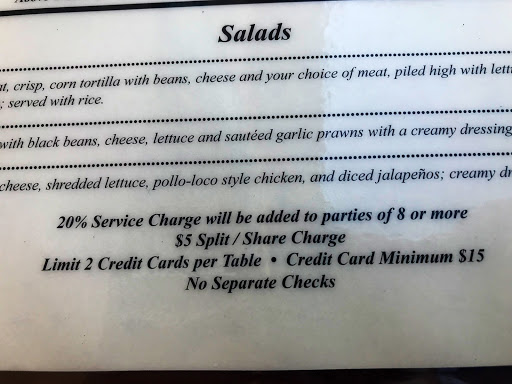 Salads
at, crisp, corn tortilla with beans, cheese and your choice of meat, piled high with lett
; served with rice.
with black beans, cheese, lettuce and sautéed garlic prawns with a creamy dressing
cheese, shredded lettuce, pollo-loco style chicken, and diced jalapeños; creamy dr
20% Service Charge will be added to parties of 8 or more
$5 Split / Share Charge
Limit 2 Credit Cards per Table • Credit Card Minimum $15
No Separate Checks